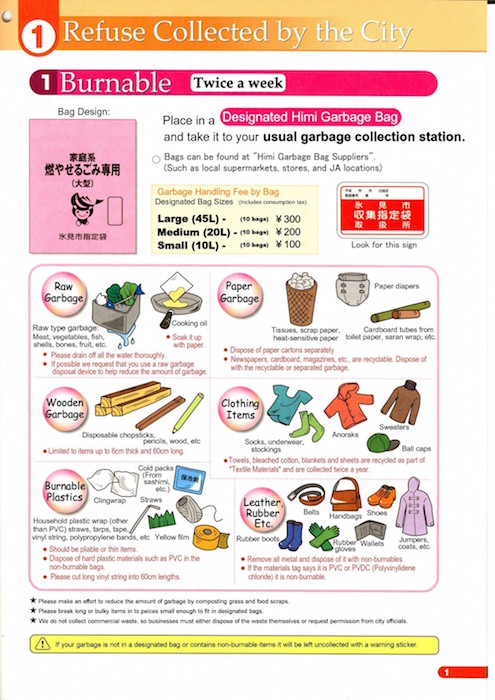 1 Refuse Collected by the City
1 Burnable Twice a week
Bag Design:
家庭系
燃やせるごみ専用
(大型)
氷見市指定袋
Place in a Designated Himi Garbage Bag
and take it to your usual garbage collection station.
○ Bags can be found at "Himi Garbage Bag Suppliers".
(Such as local supermarkets, stores, and JA locations)
Garbage Handling Fee by Bag
Designated Bag Sizes (Includes consumption tax)
Large (45L) - (10 bags) ¥300
Medium (20L) - (10 bags) ¥200
Small (10L) - (10 bags) ¥100
氷見市
収集指定袋
取扱所
Look for this sign
Raw
Garbage
Raw type garbage:
Meat, vegetables, fish,
shells, bones, fruit, etc.
Cooking oil
• Soak it up
with paper.
• Please drain off all the water thoroughly.
• If possible we request that you use a raw garbage
disposal device to help reduce the amount of garbage.
Paper
Garbage
Paper diapers
Tissues, scrap paper,
heat-sensitive paper
Cardboard tubes from
toilet paper, saran wrap, etc.
• Dispose of paper cartons separately
• Newspapers, cardboard, magazines, etc., are recyclable. Dispose of
with the recyclable or separated garbage.
Wooden
Garbage
Disposable chopsticks,
pencils, wood, etc
• Limited to items up to 6cm thick and 60cm long.
Clothing
Items
Socks, underwear,
stockings
Anoraks
Sweaters
Ball caps
• Towels, bleached cotton, blankets and sheets are recycled as part of
"Textile Materials" and are collected twice a year.
Burnable
Plastics
Clingwrap
Cold packs
(From
sashimi,
etc.)
保冷剤
Straws
Household plastic wrap (other
than PVC) straws, tarps, tape,
vinyl string, polypropylene bands, etc
Yellow film
• Should be pliable or thin items.
• Dispose of hard plastic materials such as PVC in the
non-burnable bags.
• Please cut long vinyl string into 60cm lengths.
Leather,
Rubber
Etc.
Belts
Handbags
Shoes
Rubber boots
Rubber
gloves
Wallets
Jumpers,
coats, etc.
• Remove all metal and dispose of it with non-burnables
• If the materials tag says it is PVC or PVDC (Polyvinylidene
chloride) it is non-burnable.
★ Please make an effort to reduce the amount of garbage by composting grass and food scraps.
★ Please break long or bulky items in to peices small enough to fit in designated bags.
★ We do not collect commercial waste, so businesses must either dispose of the waste themselves or request permission from city officials.
If your garbage is not in a designated bag or contains non-burnable items it will be left uncollected with a warning sticker.
1